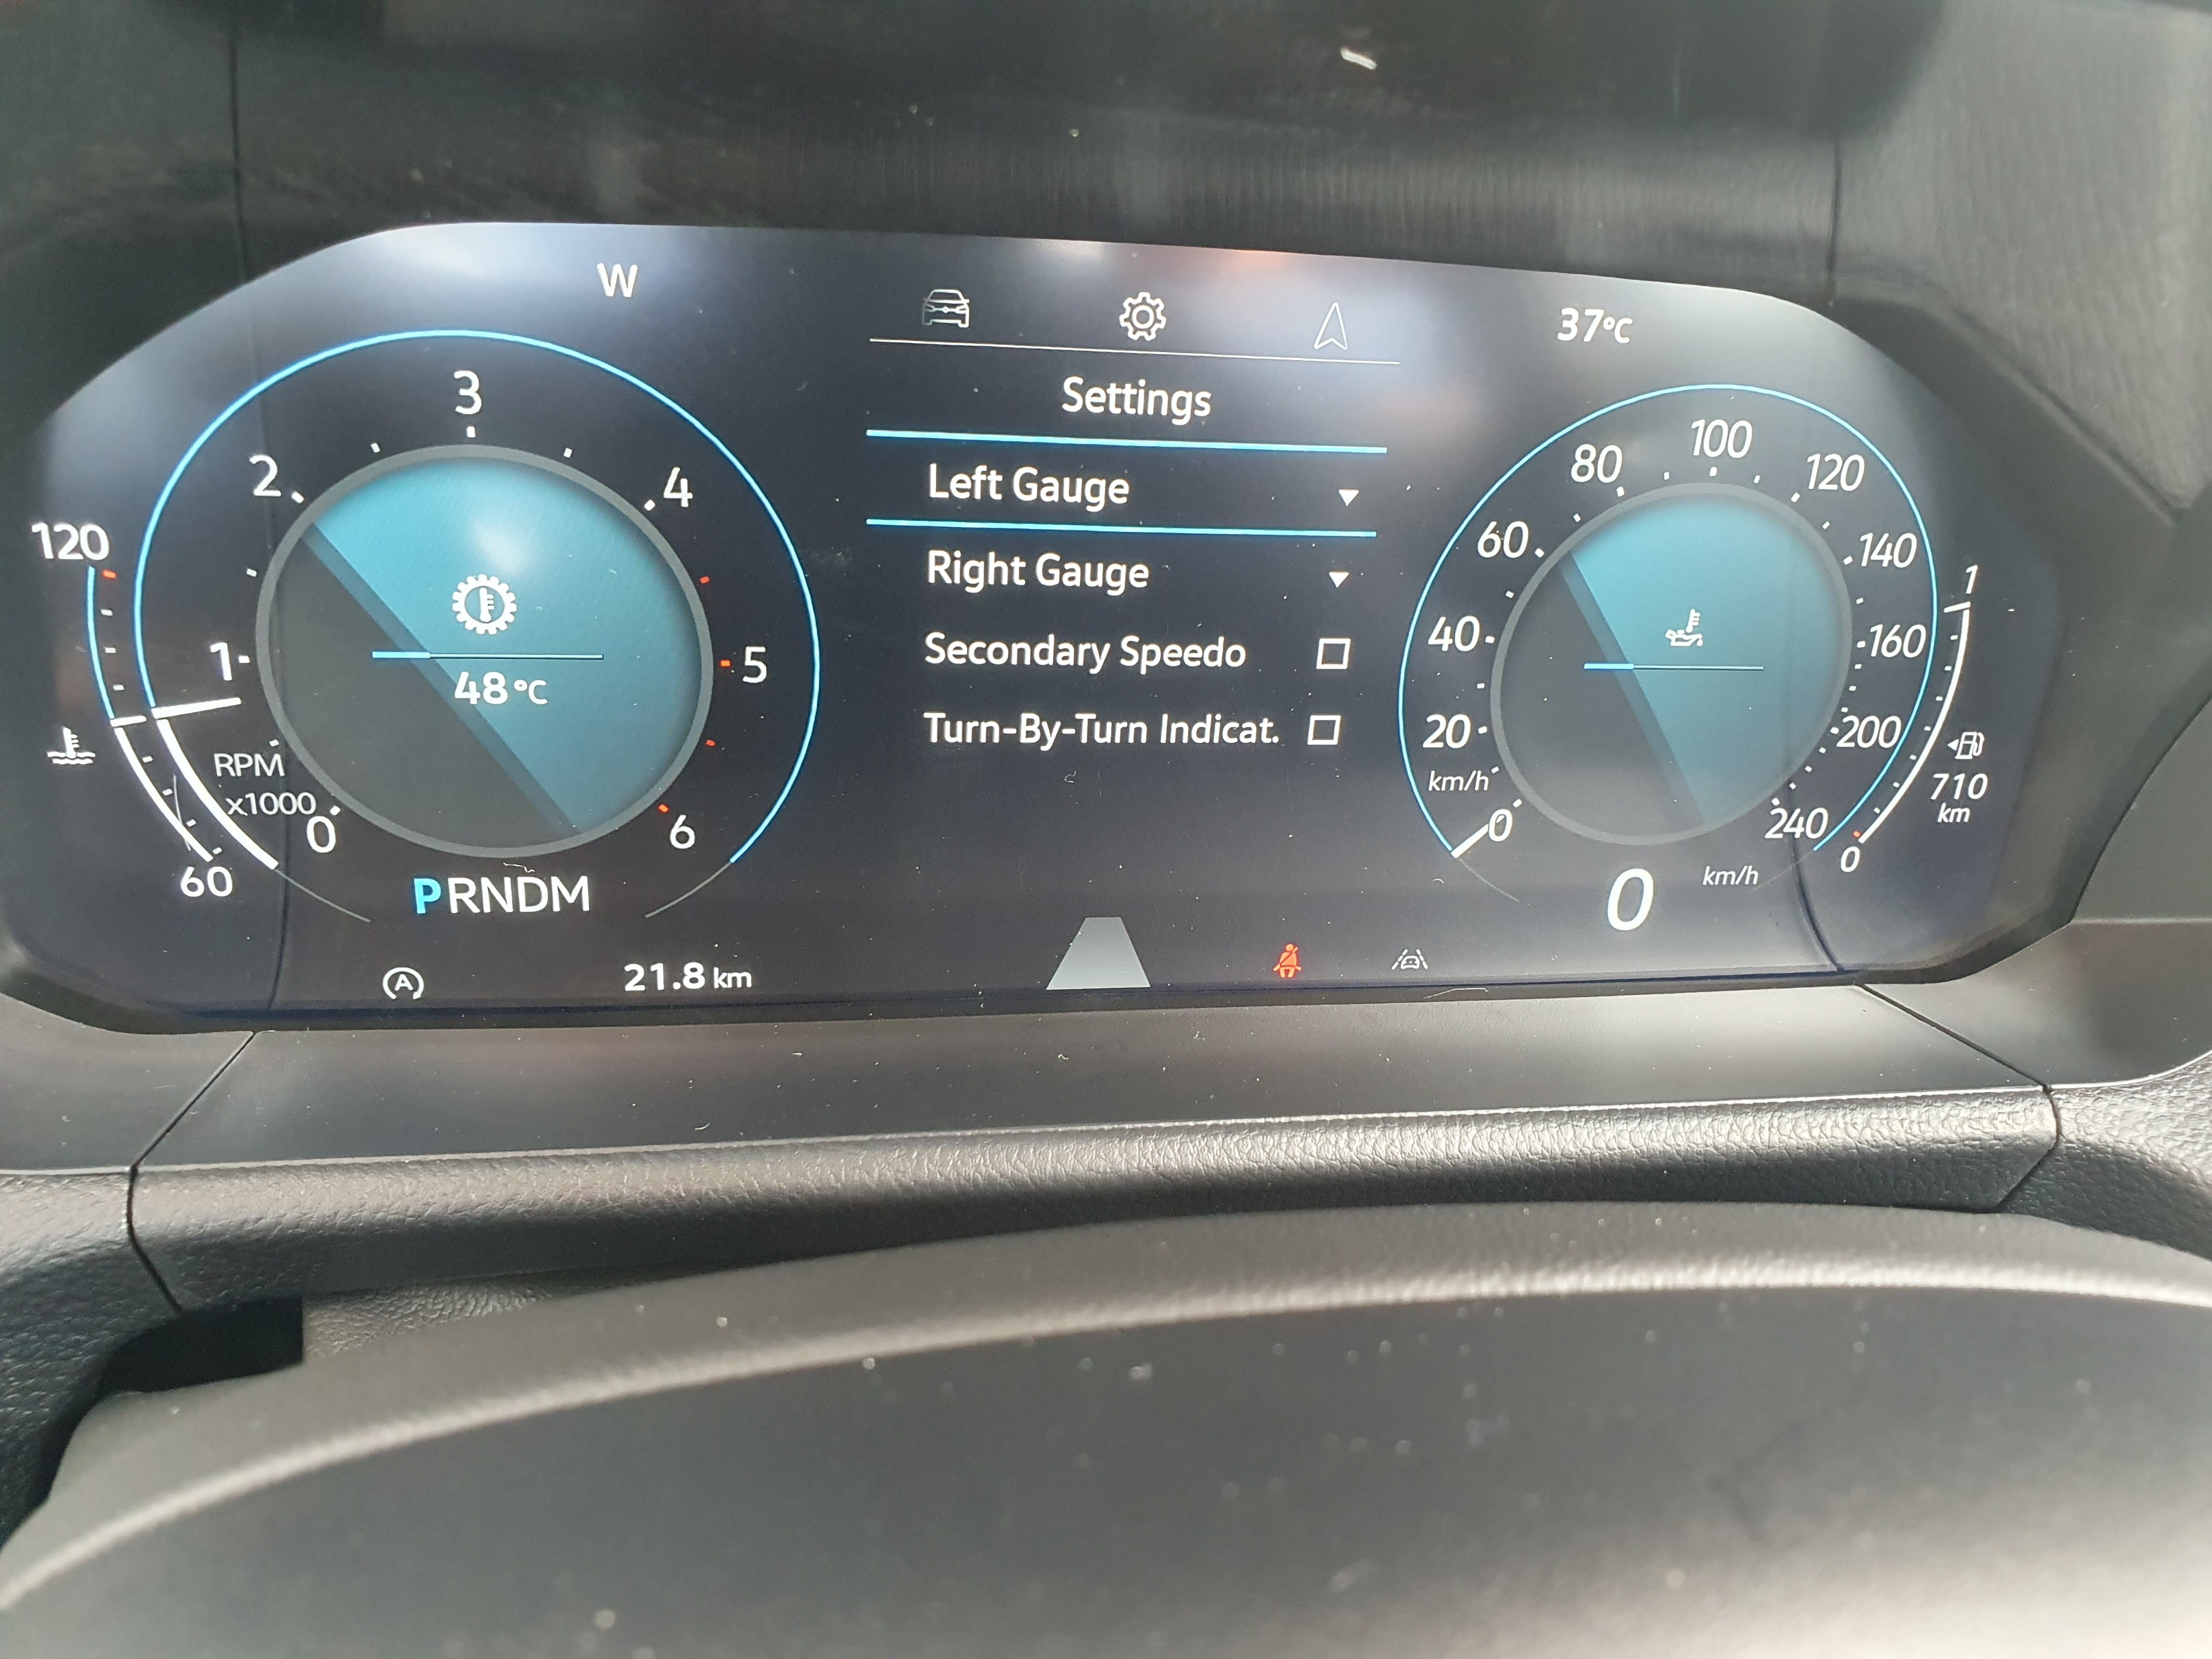 W
37°C
Settings
Left Gauge
Right Gauge
Secondary Speedo
Turn-By-Turn Indicat.
120
60
3
2
4
1
5
RPM
x1000
0
6
48°C
PRNDM
A
21.8 km
100
80
120
60
140
40
160
20
200
km/h
0
240
0 km/h
1
710
km
0